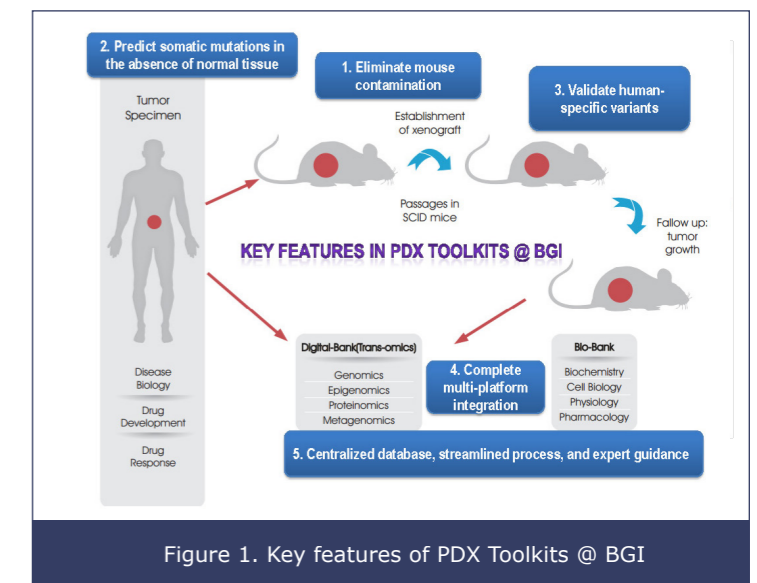 2. Predict somatic mutations in
the absence of normal tissue
1. Eliminate mouse
contamination
3. Validate human-
specific variants
Tumor
Specimen
Establishment
of xenograft
Passages in
SCID mice
Fallow up:
tumor
growth
KEY FEATURES IN PDX TOOLKITS @ BGI
Disease
Biology
Drug
Development
Drug
Response
Digital-Bank(Trans-omics)
Genomics
Epigenomics
Proteinomics
Metagenomics
4. Complete
multi-platform
integration
Bio-Bank
Biochemistry
Cell Biology
Physiology
Pharmacology
5. Centralized database, streamlined process, and expert guidance
Figure 1. Key features of PDX Toolkits @ BGI